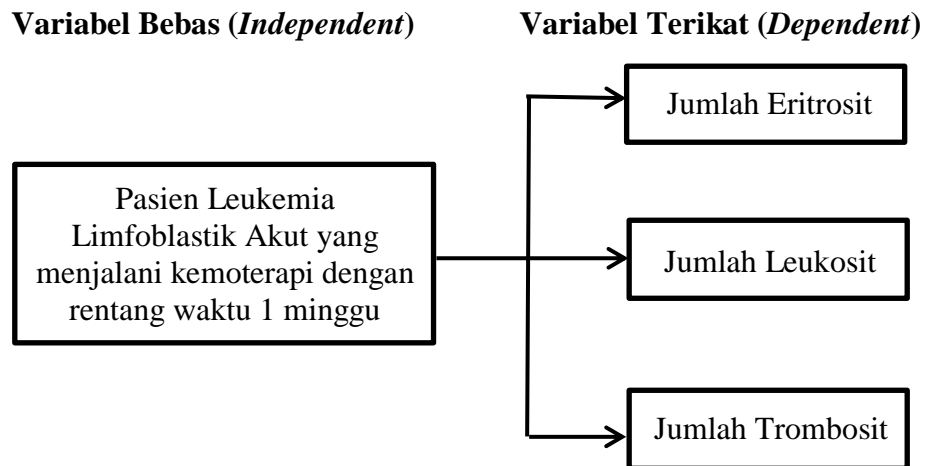 Variabel Bebas (Independent)
Variabel Terikat (Dependent)
Jumlah Eritrosit
Pasien Leukemia
Limfoblastik Akut yang
menjalani kemoterapi dengan
rentang waktu 1 minggu
Jumlah Leukosit
Jumlah Trombosit